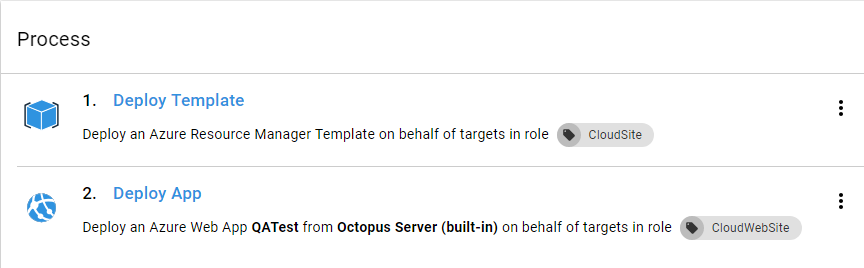 Process
1. Deploy Template
Deploy an Azure Resource Manager Template on behalf of targets in role CloudSite
2. Deploy App
Deploy an Azure Web App QATest from Octopus Server (built-in) on behalf of targets in role CloudWebSite